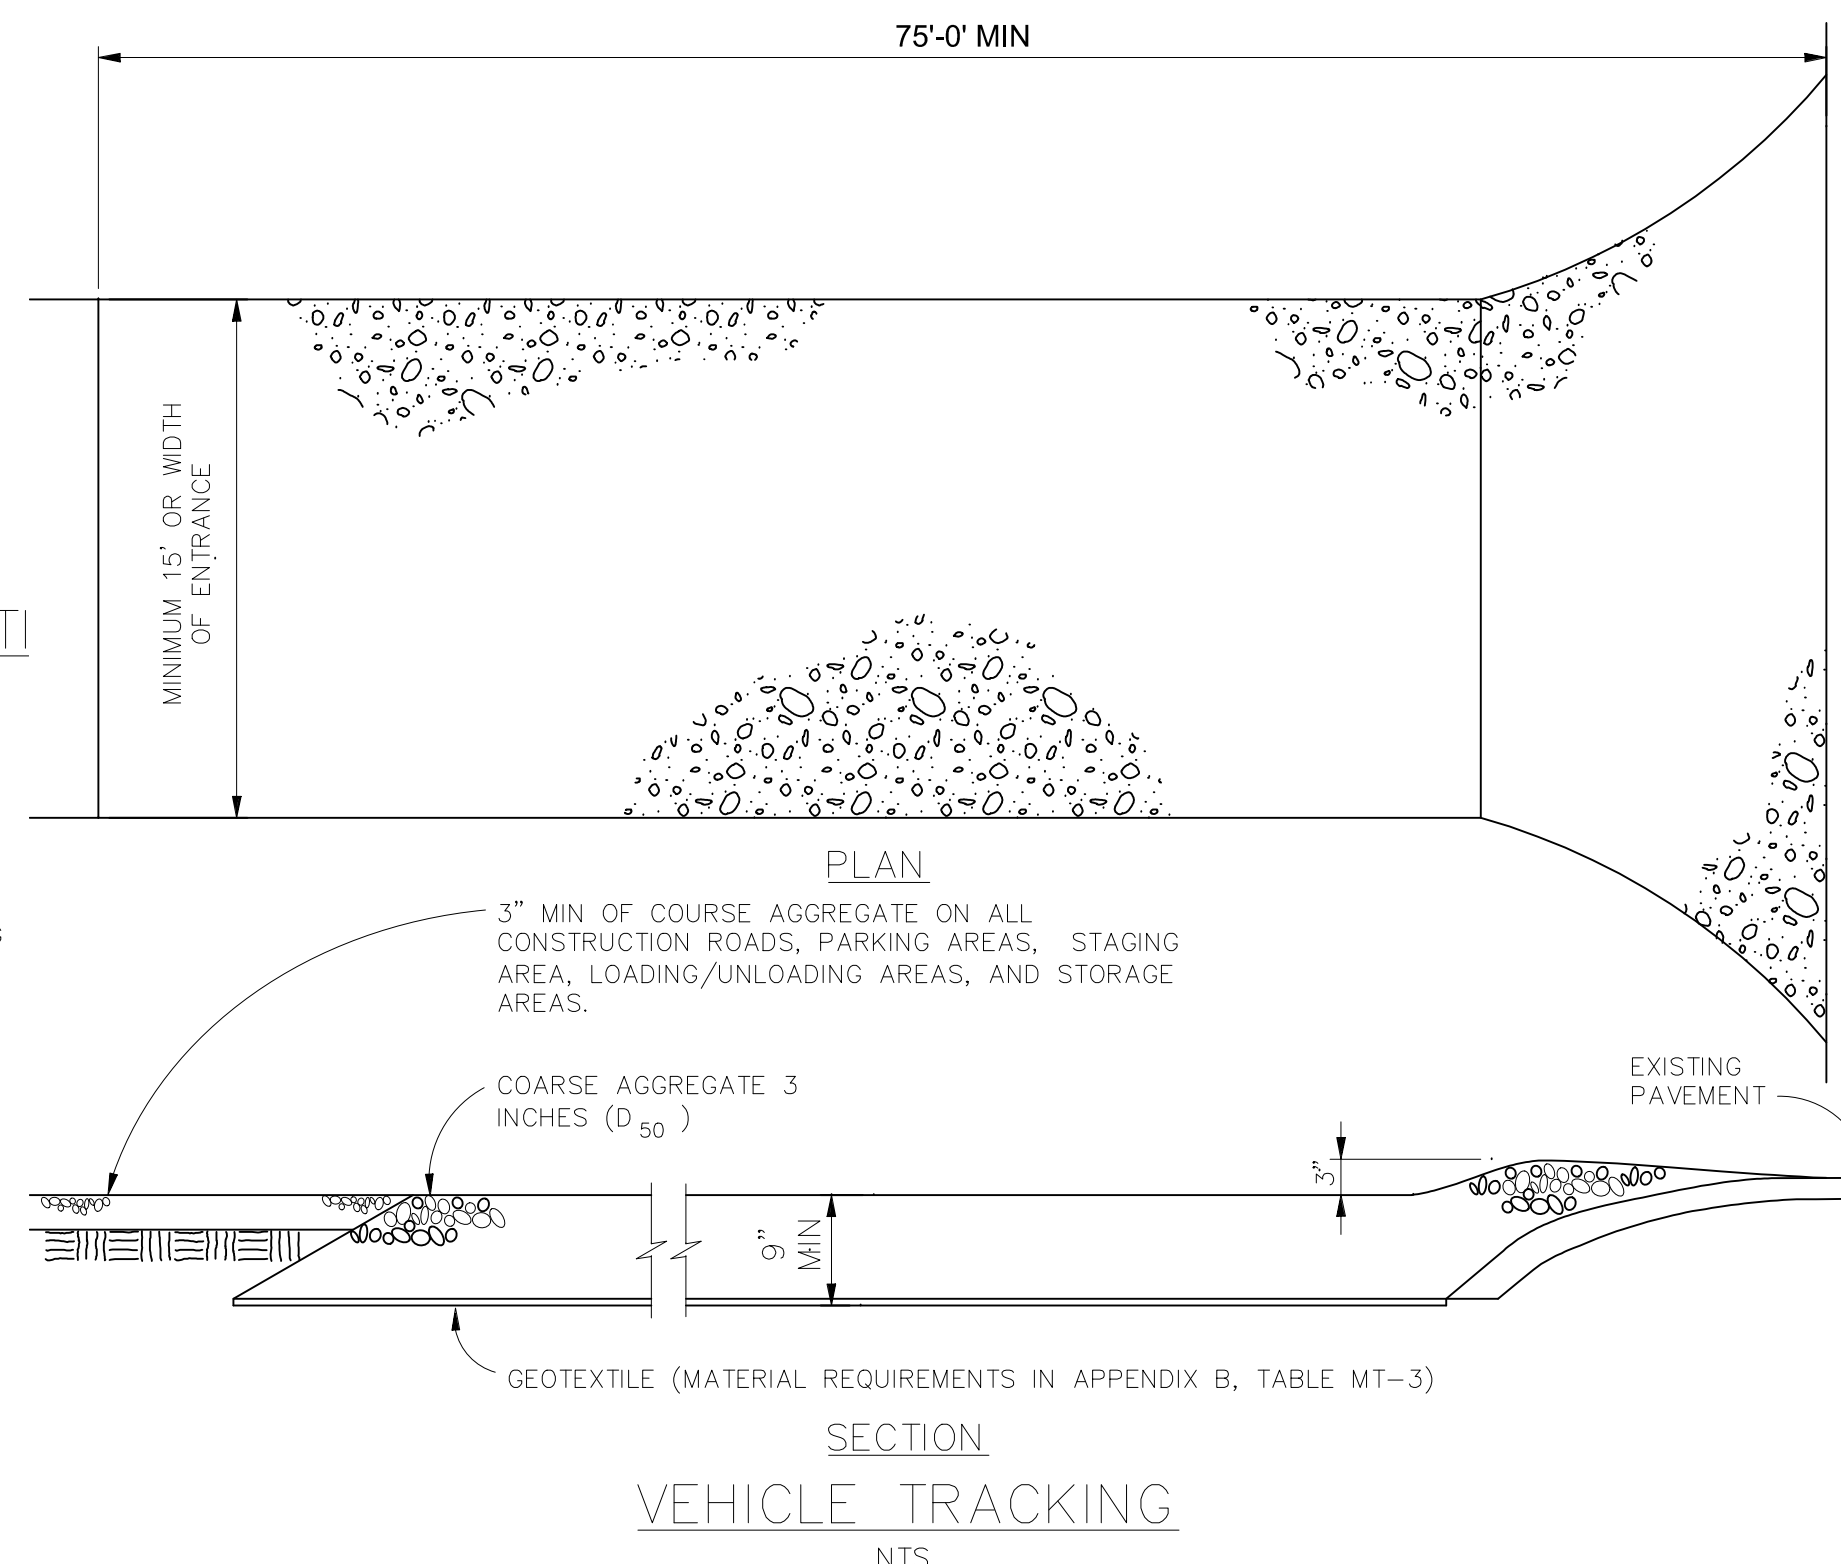 75'-0' MIN
MINIMUM 15' OR WIDTH
OF ENTRANCE
TI
PLAN
3" MIN OF COURSE AGGREGATE ON ALL
CONSTRUCTION ROADS, PARKING AREAS, STAGING
AREA, LOADING/UNLOADING AREAS, AND STORAGE
AREAS.
COARSE AGGREGATE 3
INCHES (D50)
EXISTING
PAVEMENT
3"
9"
MIN
GEOTEXTILE (MATERIAL REQUIREMENTS IN APPENDIX B, TABLE MT-3)
SECTION
VEHICLE TRACKING
NTS